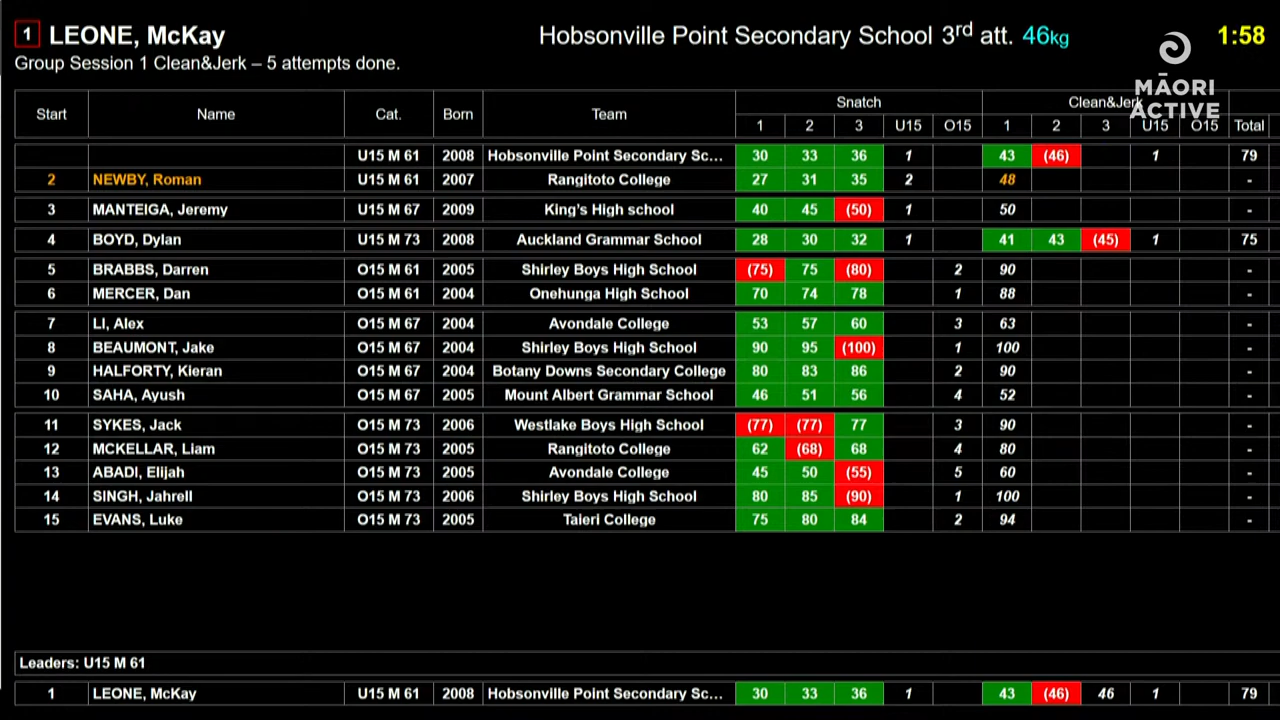 1 LEONE, McKay Hobsonville Point Secondary School 3rd att. 46kg 1:58
Group Session 1 Clean&Jerk – 5 attempts done.
MĀORI ACTIVE
Start Name Cat. Born Team Snatch Clean&Jerk
1 2 3 U15 O15 1 2 3 U15 O15 Total
U15 M 61 2008 Hobsonville Point Secondary Sc... 30 33 36 1 43 (46) 1 79
2 NEWBY, Roman U15 M 61 2007 Rangitoto College 27 31 35 2 48 -
3 MANTEIGA, Jeremy U15 M 67 2009 King's High school 40 45 (50) 1 50 -
4 BOYD, Dylan U15 M 73 2008 Auckland Grammar School 28 30 32 1 41 43 (45) 1 75
5 BRABBS, Darren O15 M 61 2005 Shirley Boys High School (75) 75 (80) 2 90 -
6 MERCER, Dan O15 M 61 2004 Onehunga High School 70 74 78 1 88 -
7 LI, Alex O15 M 67 2004 Avondale College 53 57 60 3 63 -
8 BEAUMONT, Jake O15 M 67 2004 Shirley Boys High School 90 95 (100) 1 100 -
9 HALFORTY, Kieran O15 M 67 2004 Botany Downs Secondary College 80 83 86 2 90 -
10 SAHA, Ayush O15 M 67 2005 Mount Albert Grammar School 46 51 56 4 52 -
11 SYKES, Jack O15 M 73 2006 Westlake Boys High School (77) (77) 77 3 90 -
12 MCKELLAR, Liam O15 M 73 2005 Rangitoto College 62 (68) 68 4 80 -
13 ABADI, Elijah O15 M 73 2005 Avondale College 45 50 (55) 5 60 -
14 SINGH, Jahrell O15 M 73 2006 Shirley Boys High School 80 85 (90) 1 100 -
15 EVANS, Luke O15 M 73 2005 Taieri College 75 80 84 2 94 -
Leaders: U15 M 61
1 LEONE, McKay U15 M 61 2008 Hobsonville Point Secondary Sc... 30 33 36 1 43 (46) 46 1 79